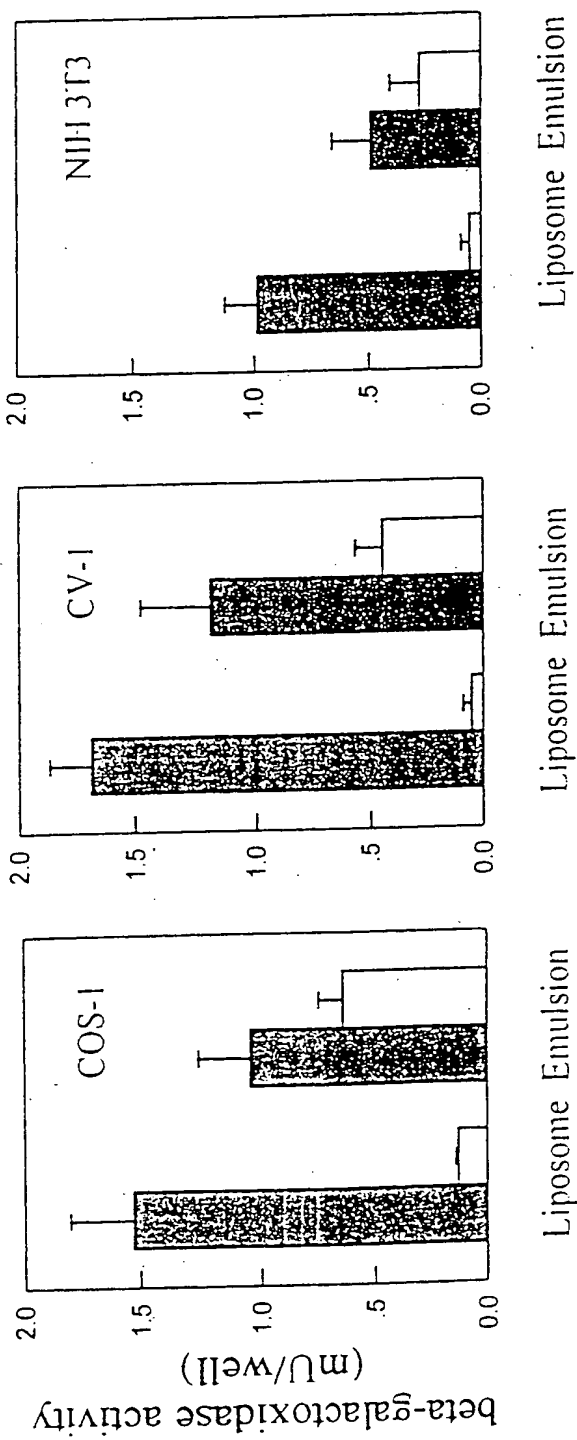 beta-galactoxidase activity
(mU/well)
2.0
1.5
1.0
.5
0.0
COS-1
Liposome Emulsion
2.0
1.5
1.0
.5
0.0
CV-1
Liposome Emulsion
2.0
1.5
1.0
.5
0.0
NIH 3T3
Liposome Emulsion